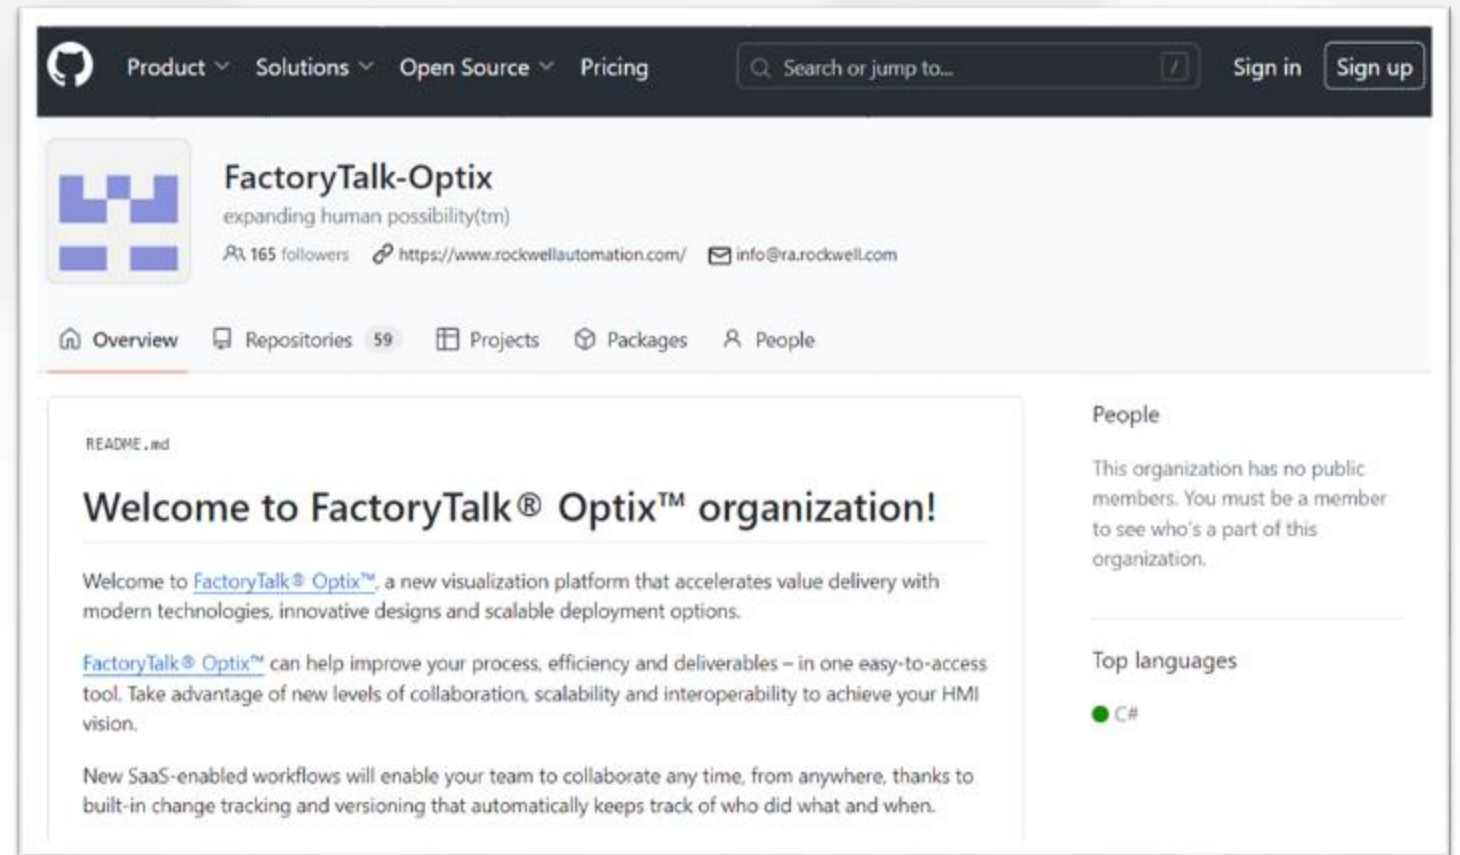 Product Solutions Open Source Pricing Search or jump to... / Sign in Sign up
FactoryTalk-Optix
expanding human possibility(tm)
165 followers https://www.rockwellautomation.com/ info@ra.rockwell.com
Overview Repositories 59 Projects Packages People
README.md
Welcome to FactoryTalk® Optix™ organization!
Welcome to FactoryTalk® Optix™, a new visualization platform that accelerates value delivery with
modern technologies, innovative designs and scalable deployment options.
FactoryTalk® Optix™ can help improve your process, efficiency and deliverables – in one easy-to-access
tool. Take advantage of new levels of collaboration, scalability and interoperability to achieve your HMI
vision.
New SaaS-enabled workflows will enable your team to collaborate any time, from anywhere, thanks to
built-in change tracking and versioning that automatically keeps track of who did what and when.
People
This organization has no public
members. You must be a member
to see who's a part of this
organization.
Top languages
C#